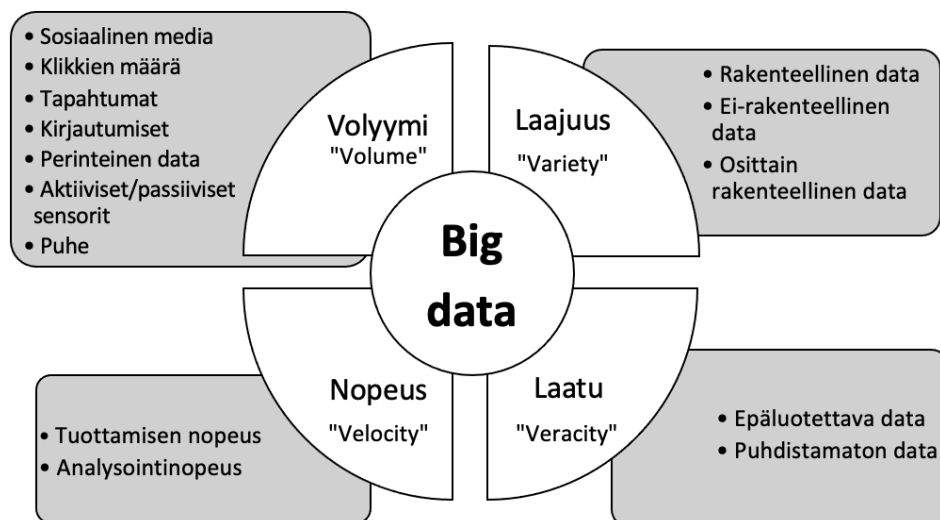 • Sosiaalinen media
• Klikkien määrä
• Tapahtumat
• Kirjautumiset
• Perinteinen data
• Aktiiviset/passiiviset
sensorit
• Puhe
Volyymi
"Volume"
Laajuus
"Variety"
• Rakenteellinen data
• Ei-rakenteellinen
data
• Osittain
rakenteellinen data
Big
data
• Tuottamisen nopeus
• Analysointinopeus
Nopeus
"Velocity"
Laatu
"Veracity"
• Epäluotettava data
• Puhdistamaton data